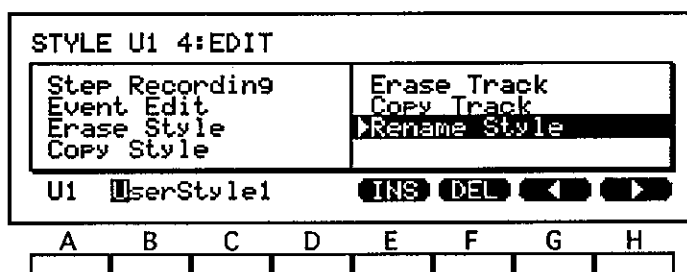 STYLE U1 4:EDIT
Step Recording
Event Edit
Erase Style
Copy Style
Erase Track
Copy Track
Rename Style
U1 UserStyle1 INS DEL
A B C D E F G H